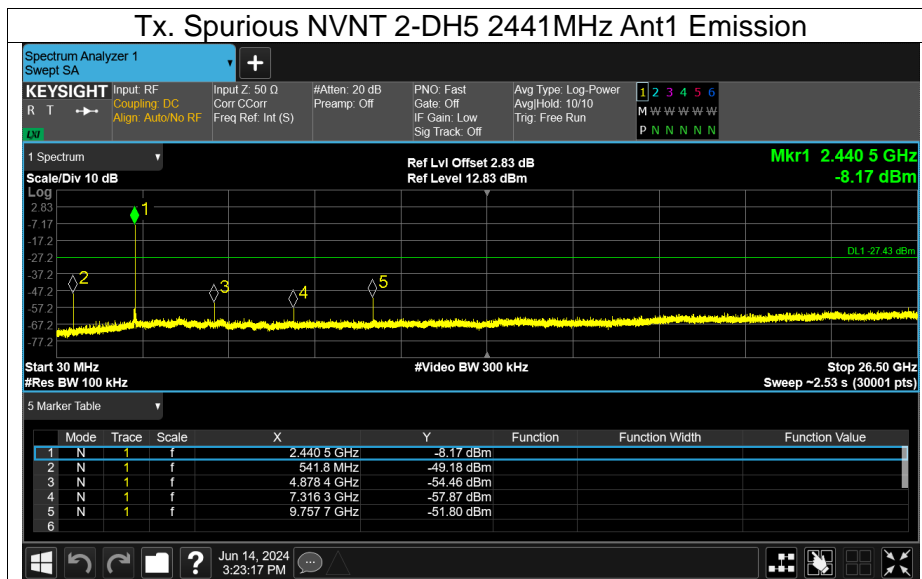 Tx. Spurious NVNT 2-DH5 2441MHz Ant1 Emission
Spectrum Analyzer 1
Swept SA
KEYSIGHT
R T
LXI
Input: RF
Coupling: DC
Align: Auto/No RF
Input Z: 50 Ω
Corr CCorr
Freq Ref: Int (S)
#Atten: 20 dB
Preamp: Off
PNO: Fast
Gate: Off
IF Gain: Low
Sig Track: Off
Avg Type: Log-Power
Avg|Hold: 10/10
Trig: Free Run
1 2 3 4 5 6
M W W W W W
P N N N N N
1 Spectrum
Scale/Div 10 dB
Ref Lvl Offset 2.83 dB
Ref Level 12.83 dBm
Mkr1 2.440 5 GHz
-8.17 dBm
Log
2.83
-7.17
-17.2
-27.2
-37.2
-47.2
-57.2
-67.2
-77.2
1
2
3
4
5
DL1 -27.43 dBm
Start 30 MHz
#Video BW 300 kHz
Stop 26.50 GHz
#Res BW 100 kHz
Sweep ~2.53 s (30001 pts)
5 Marker Table
Mode Trace Scale X Y Function Function Width Function Value
1 N 1 f 2.440 5 GHz -8.17 dBm
2 N 1 f 541.8 MHz -49.18 dBm
3 N 1 f 4.878 4 GHz -54.46 dBm
4 N 1 f 7.316 3 GHz -57.87 dBm
5 N 1 f 9.757 7 GHz -51.80 dBm
6
?
Jun 14, 2024
3:23:17 PM